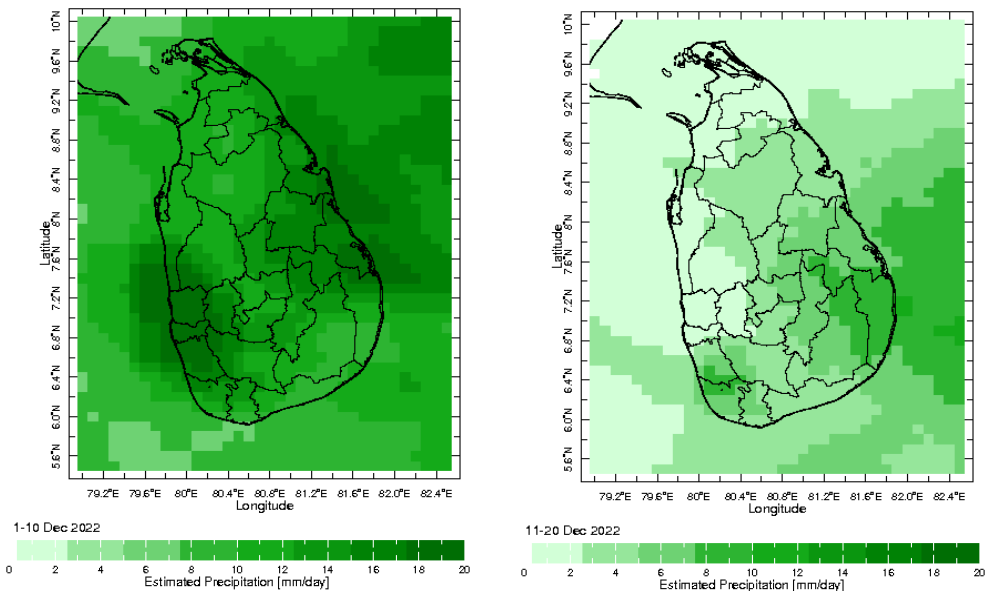 10°N
9.6°N
9.2°N
8.8°N
8.4°N
8°N
7.6°N
7.2°N
6.8°N
6.4°N
6.0°N
5.6°N
Latitude
79.2°E 79.6°E 80°E 80.4°E 80.8°E 81.2°E 81.6°E 82.0°E 82.4°E
Longitude
1-10 Dec 2022
0 2 4 6 8 10 12 14 16 18 20
Estimated Precipitation [mm/day]
10°N
9.6°N
9.2°N
8.8°N
8.4°N
8°N
7.6°N
7.2°N
6.8°N
6.4°N
6.0°N
5.6°N
Latitude
79.2°E 79.6°E 80°E 80.4°E 80.8°E 81.2°E 81.6°E 82.0°E 82.4°E
Longitude
11-20 Dec 2022
0 2 4 6 8 10 12 14 16 18 20
Estimated Precipitation [mm/day]